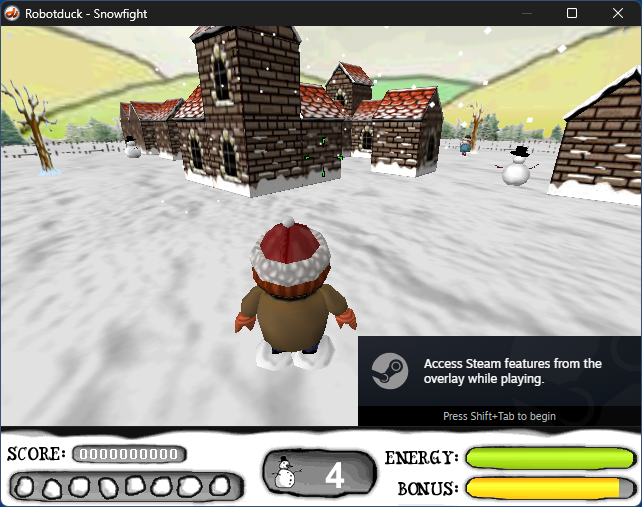 Robotduck - Snowfight
Access Steam features from the
overlay while playing.
Press Shift+Tab to begin
SCORE: 0000000000
4
ENERGY:
BONUS: